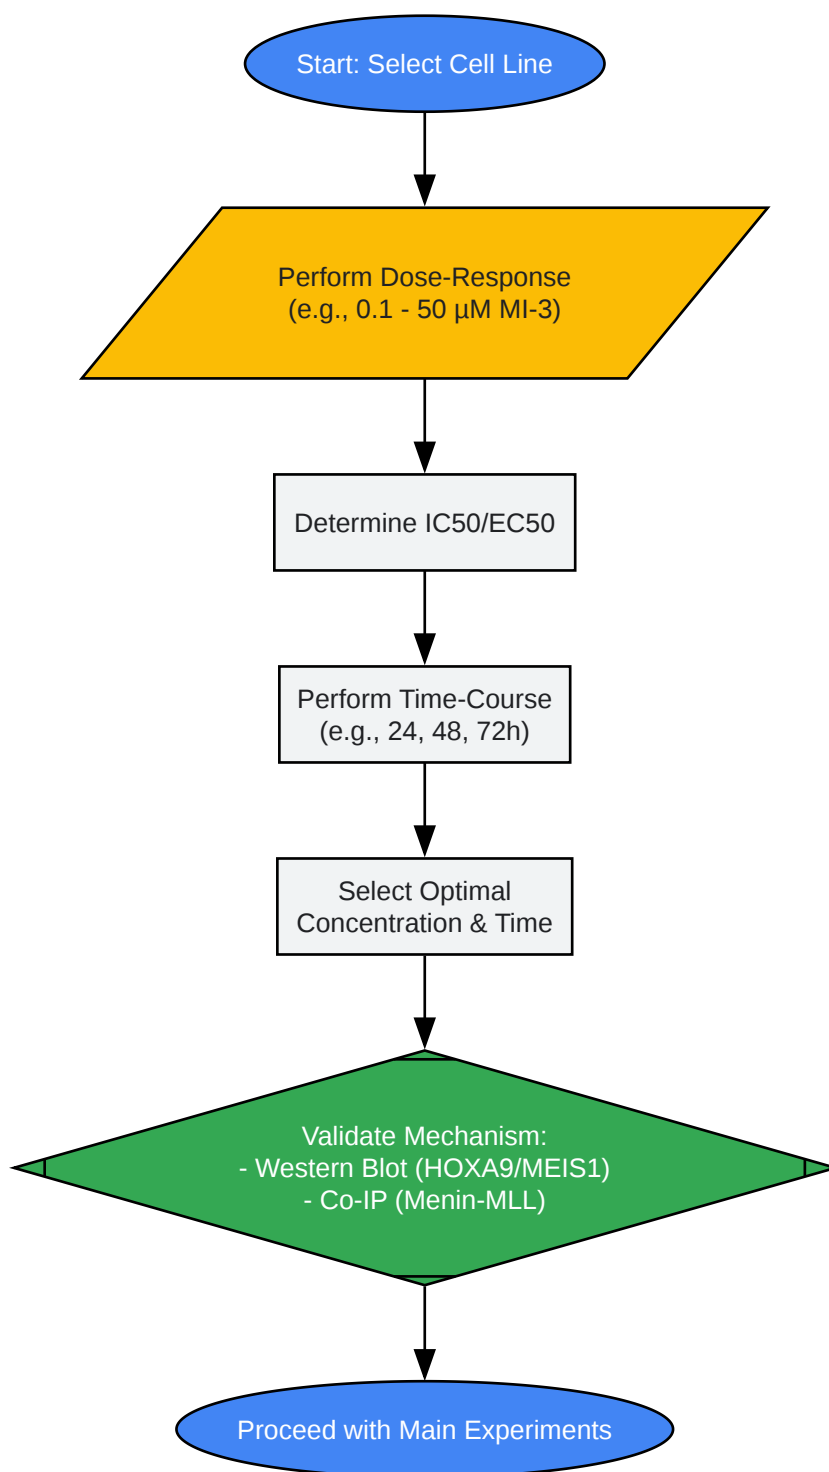 Start: Select Cell Line
Perform Dose-Response
(e.g., 0.1 - 50 µM MI-3)
Determine IC50/EC50
Perform Time-Course
(e.g., 24, 48, 72h)
Select Optimal
Concentration & Time
Validate Mechanism:
- Western Blot (HOXA9/MEIS1)
- Co-IP (Menin-MLL)
Proceed with Main Experiments